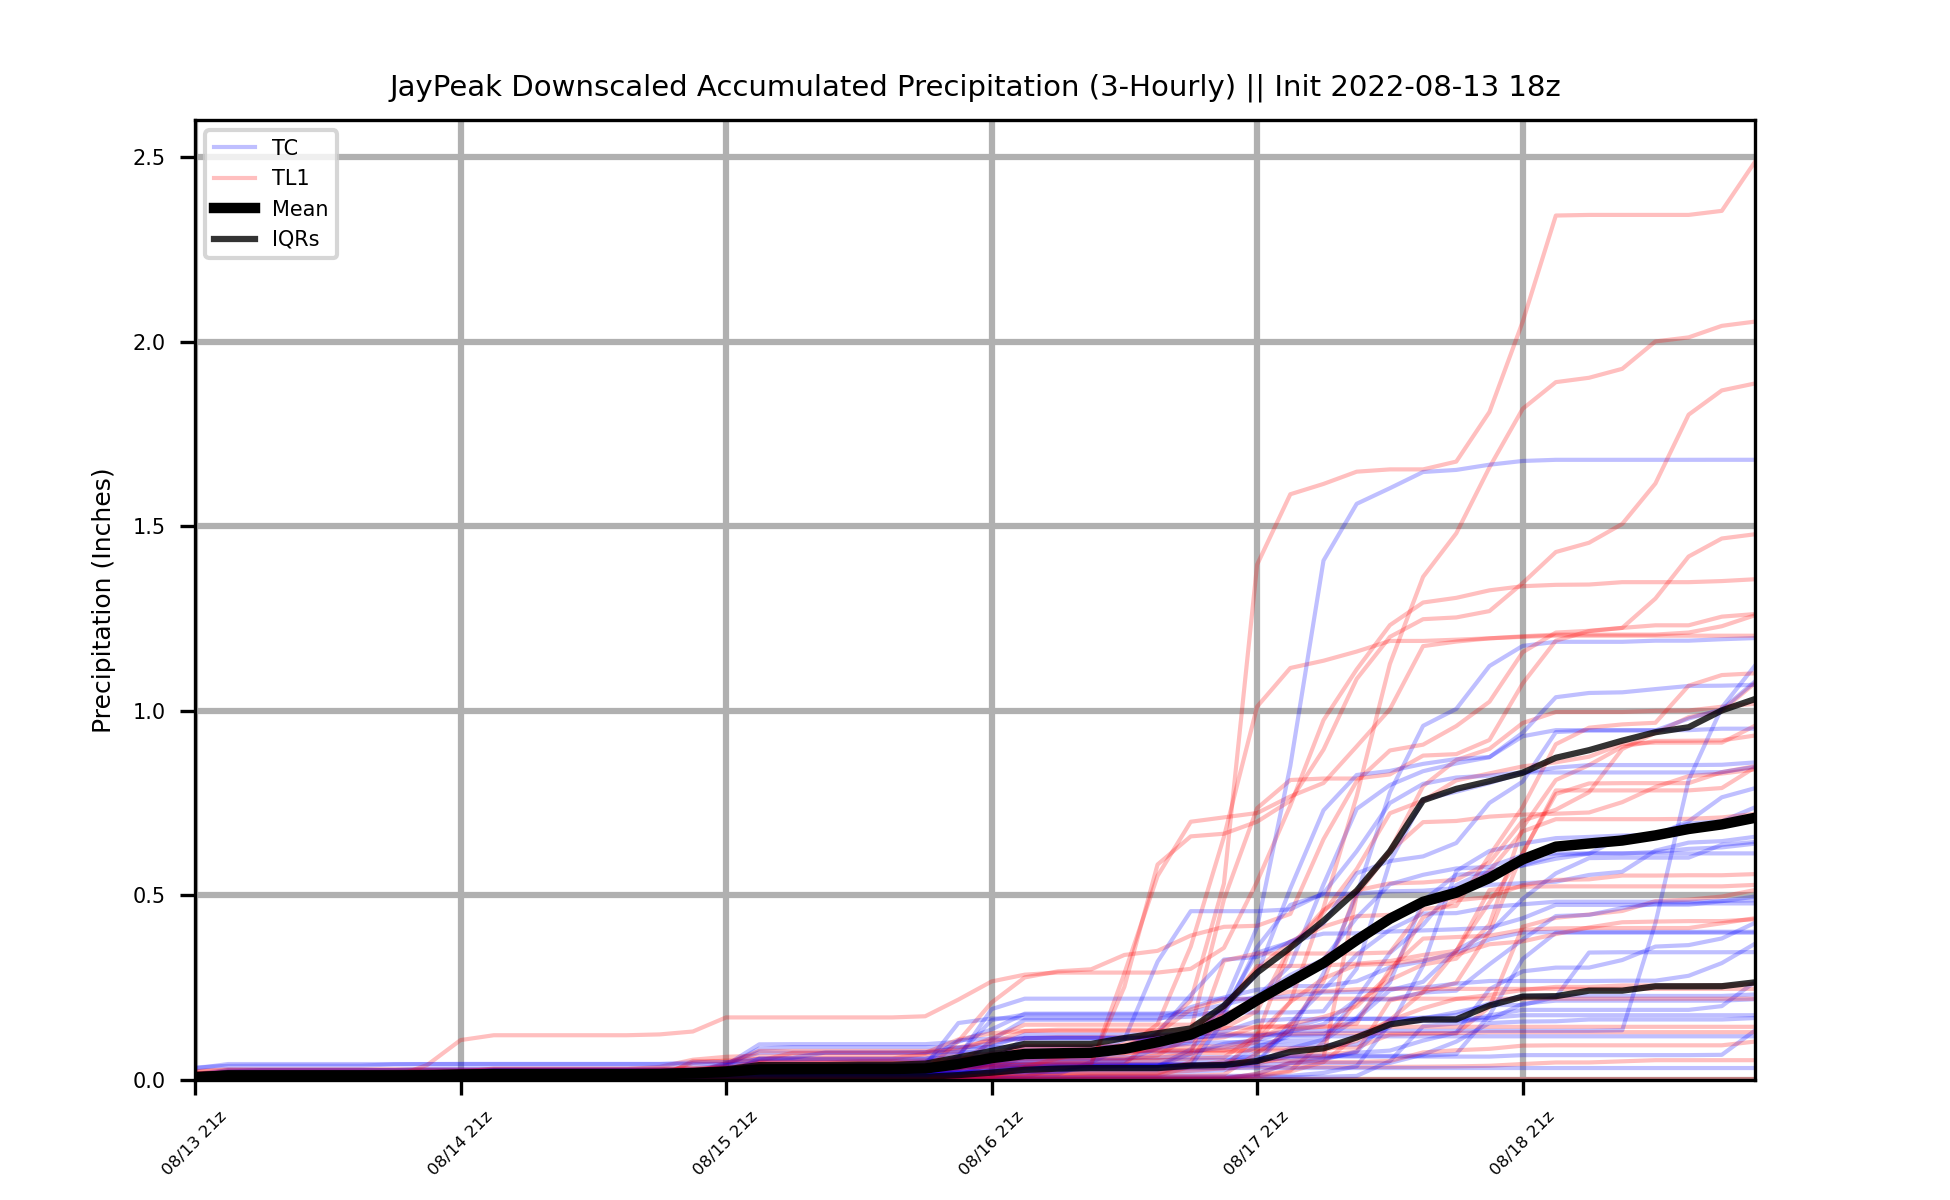 JayPeak Downscaled Accumulated Precipitation (3-Hourly) || Init 2022-08-13 18z
TC
TL1
Mean
IQRs
Precipitation (Inches)
2.5
2.0
1.5
1.0
0.5
0.0
08/13 21z
08/14 21z
08/15 21z
08/16 21z
08/17 21z
08/18 21z